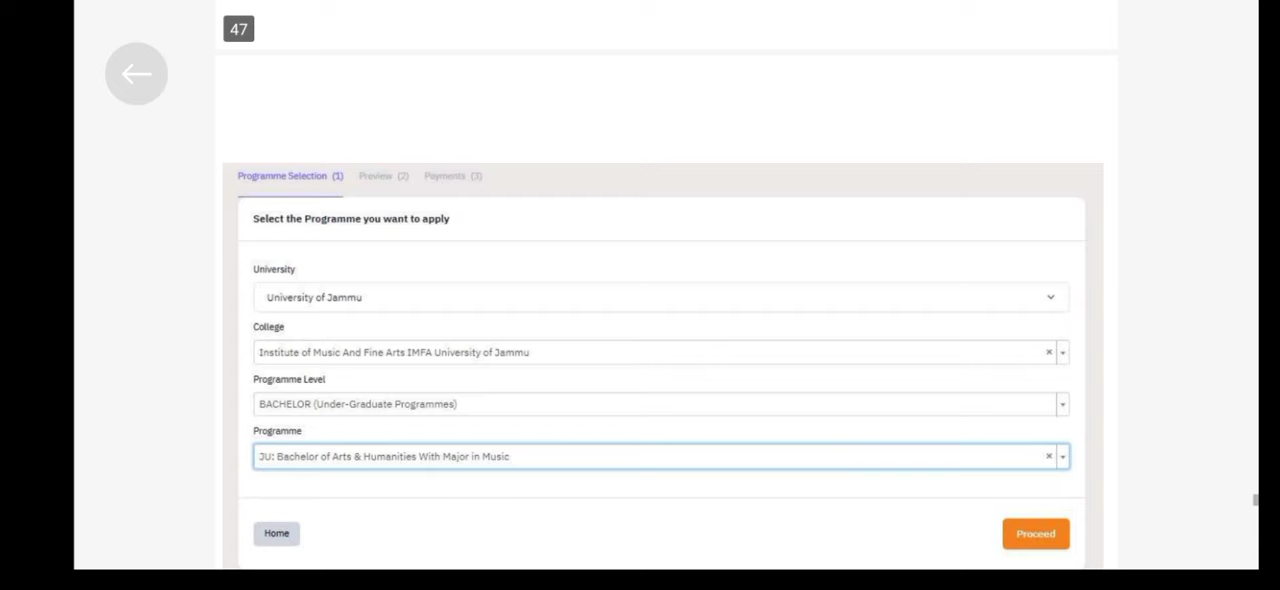 47
Programme Selection (1) Preview (2) Payments (3)
Select the Programme you want to apply
University
University of Jammu
College
Institute of Music And Fine Arts IMFA University of Jammu
Programme Level
BACHELOR (Under-Graduate Programmes)
Programme
JU: Bachelor of Arts & Humanities With Major in Music
Home Proceed